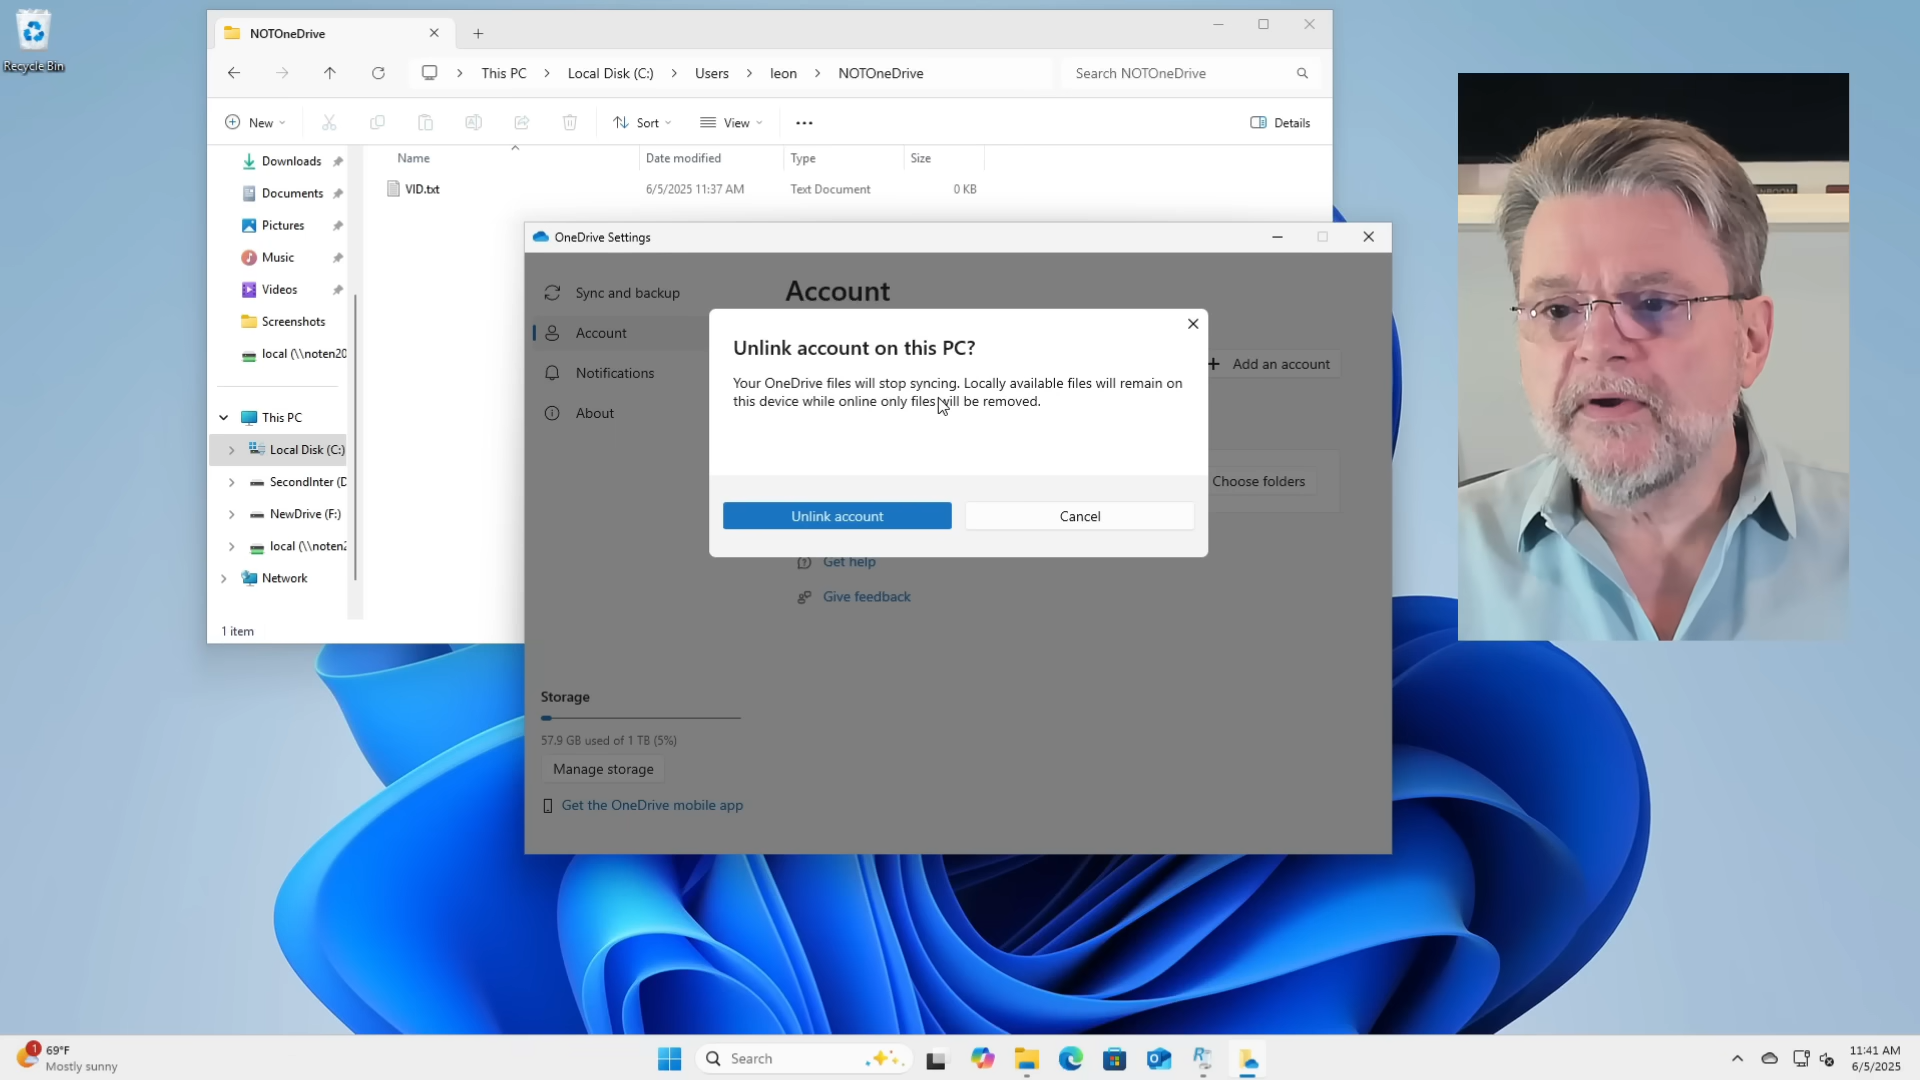 Recycle Bin
NOTOneDrive
This PC
Local Disk (C:)
Users
leon
NOTOneDrive
Search NOTOneDrive
New
Sort
View
Details
Name
Date modified
Type
Size
VID.txt
6/5/2025 11:37 AM
Text Document
0 KB
Downloads
Documents
Pictures
Music
Videos
Screenshots
local (\\noten20
This PC
Local Disk (C:)
SecondInter (D
NewDrive (F:)
local (\\noten2
Network
1 item
OneDrive Settings
Sync and backup
Account
Notifications
About
Account
Add an account
Choose folders
Unlink account on this PC?
Your OneDrive files will stop syncing. Locally available files will remain on
this device while online only files will be removed.
Unlink account
Cancel
Get help
Give feedback
Storage
57.9 GB used of 1 TB (5%)
Manage storage
Get the OneDrive mobile app
1
69°F
Mostly sunny
Search
11:41 AM
6/5/2025